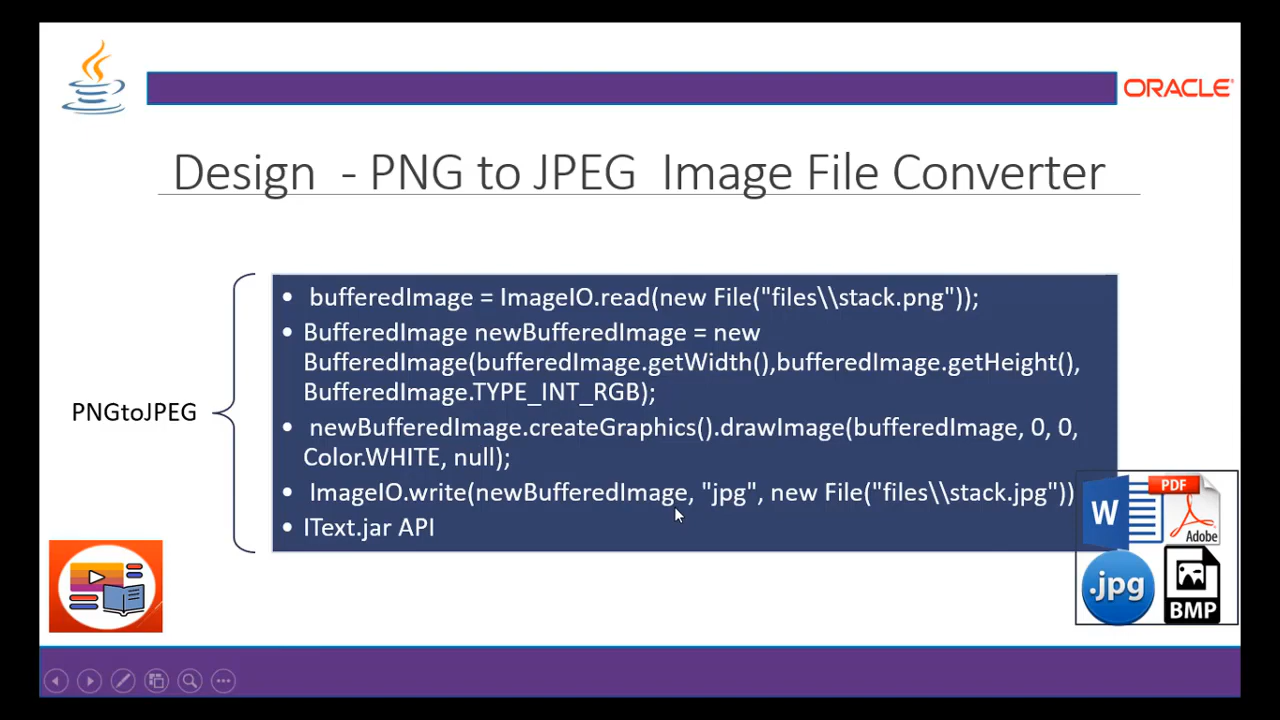 ORACLE
Design - PNG to JPEG Image File Converter
PNGtoJPEG
• bufferedImage = ImageIO.read(new File("files\\stack.png"));
• BufferedImage newBufferedImage = new
BufferedImage(bufferedImage.getWidth(),bufferedImage.getHeight(),
BufferedImage.TYPE_INT_RGB);
• newBufferedImage.createGraphics().drawImage(bufferedImage, 0, 0,
Color.WHITE, null);
• ImageIO.write(newBufferedImage, "jpg", new File("files\\stack.jpg"))
• IText.jar API
W
PDF
Adobe
.jpg
BMP